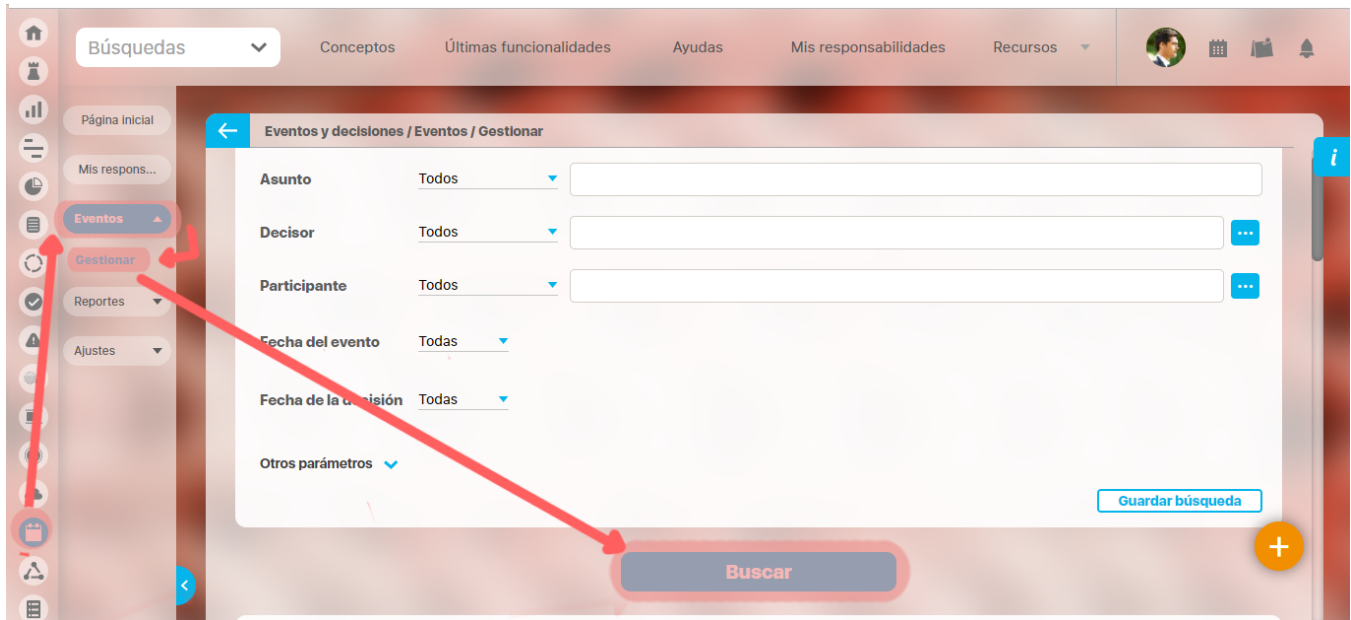 Búsquedas
Conceptos
Últimas funcionalidades
Ayudas
Mis responsabilidades
Recursos
Página inicial
Mis respons...
Eventos
Gestionar
Reportes
Ajustes
Eventos y decisiones / Eventos / Gestionar
i
Asunto Todos
Decisor Todos ...
Participante Todos ...
Fecha del evento Todas
Fecha de la decisión Todas
Otros parámetros
Guardar búsqueda
+
Buscar